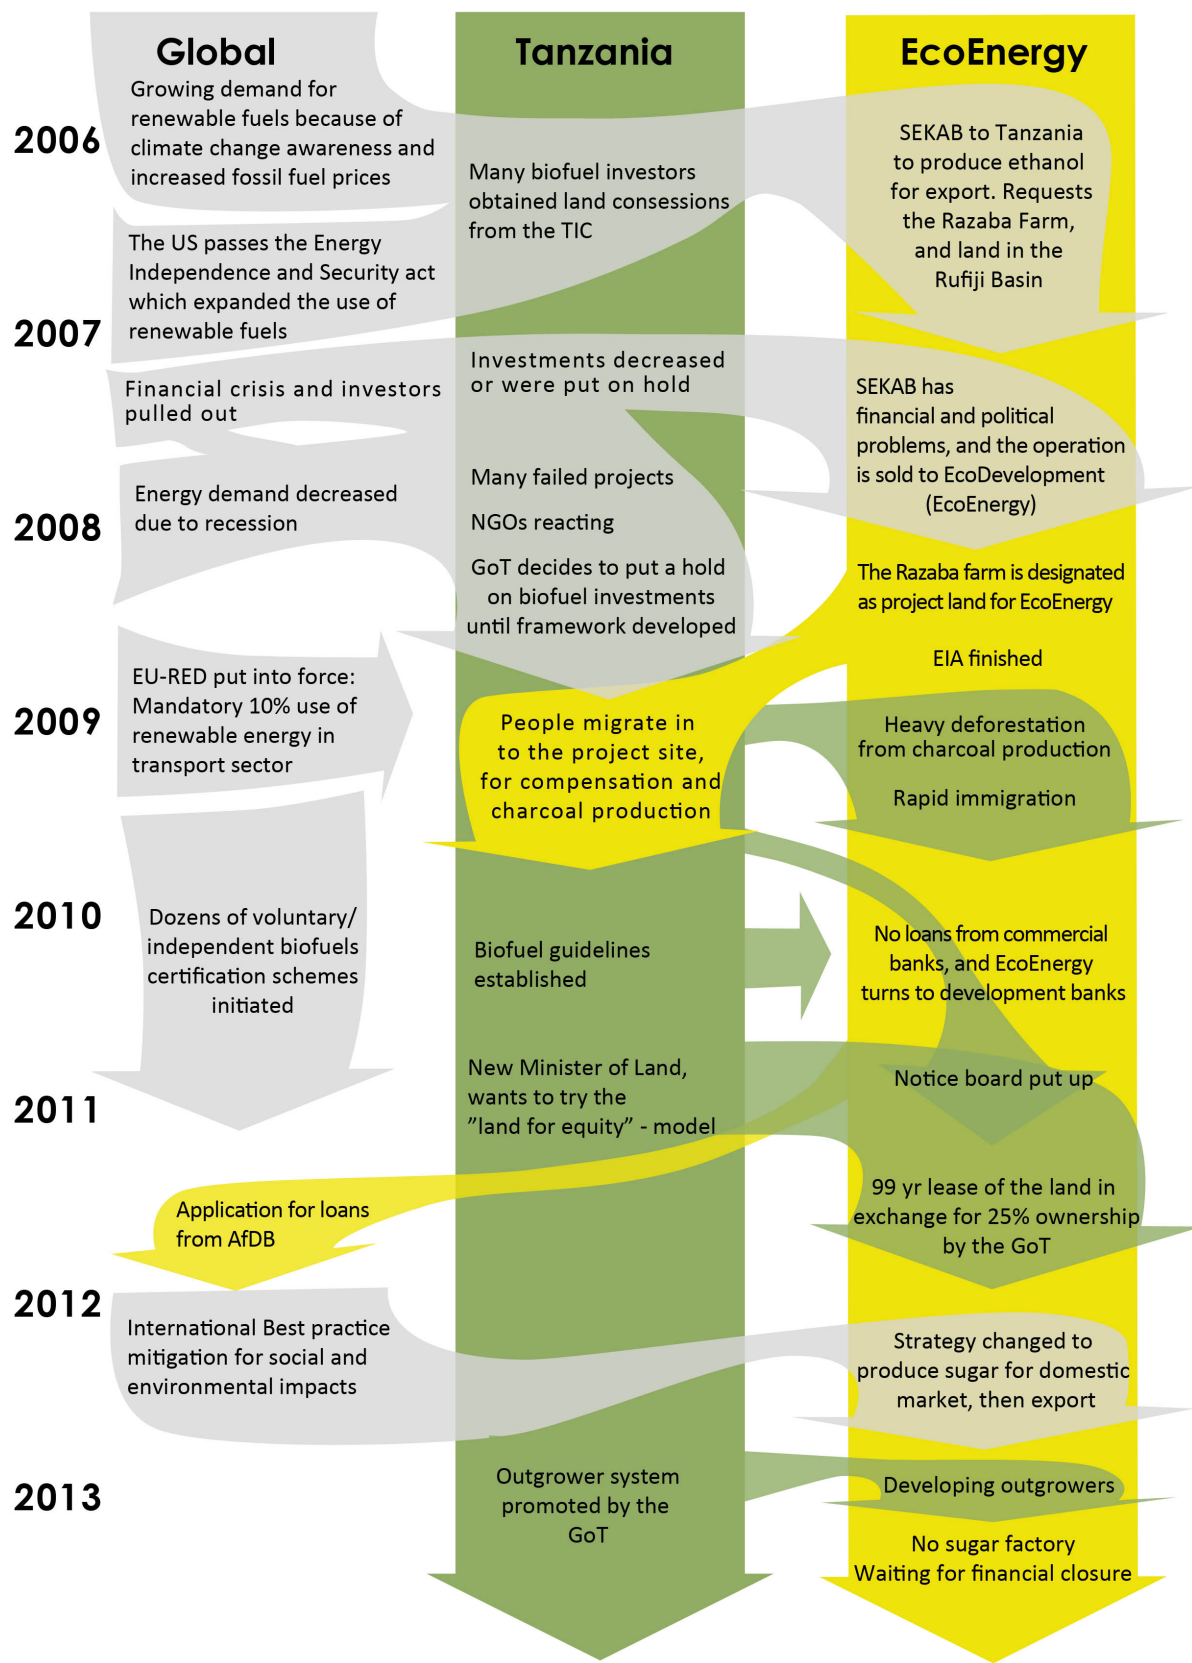 Global
Tanzania
EcoEnergy
2006
Growing demand for
renewable fuels because of
climate change awareness and
increased fossil fuel prices
Many biofuel investors
obtained land consessions
from the TIC
SEKAB to Tanzania
to produce ethanol
for export. Requests
the Razaba Farm,
and land in the
Rufiji Basin
The US passes the Energy
Independence and Security act
which expanded the use of
renewable fuels
2007
Financial crisis and investors
pulled out
Investments decreased
or were put on hold
SEKAB has
financial and political
problems, and the operation
is sold to EcoDevelopment
(EcoEnergy)
2008
Energy demand decreased
due to recession
Many failed projects
NGOs reacting
GoT decides to put a hold
on biofuel investments
until framework developed
The Razaba farm is designated
as project land for EcoEnergy
EIA finished
2009
EU-RED put into force:
Mandatory 10% use of
renewable energy in
transport sector
People migrate in
to the project site,
for compensation and
charcoal production
Heavy deforestation
from charcoal production
Rapid immigration
2010
Dozens of voluntary/
independent biofuels
certification schemes
initiated
Biofuel guidelines
established
No loans from commercial
banks, and EcoEnergy
turns to development banks
2011
New Minister of Land,
wants to try the
”land for equity” - model
Notice board put up
99 yr lease of the land in
exchange for 25% ownership
by the GoT
Application for loans
from AfDB
2012
International Best practice
mitigation for social and
environmental impacts
Strategy changed to
produce sugar for domestic
market, then export
2013
Outgrower system
promoted by the
GoT
Developing outgrowers
No sugar factory
Waiting for financial closure